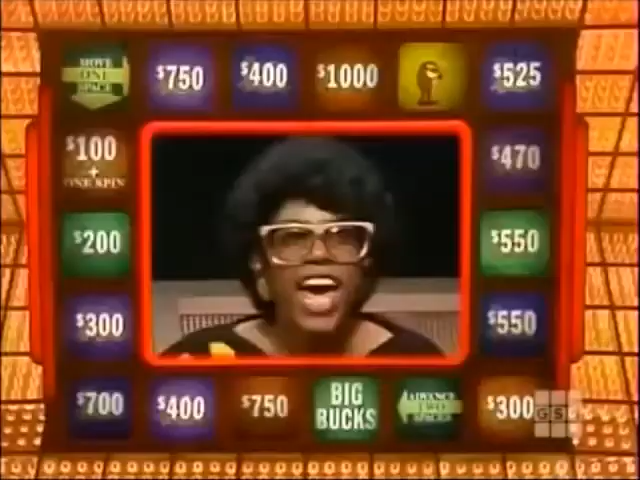 MOVE
ONE
SPACE
$750
$400
$1000
$525
$100
+
ONE SPIN
$470
$200
$550
$300
$550
$700
$400
$750
BIG
BUCKS
ADVANCE
TWO
SPACES
$300
GSN